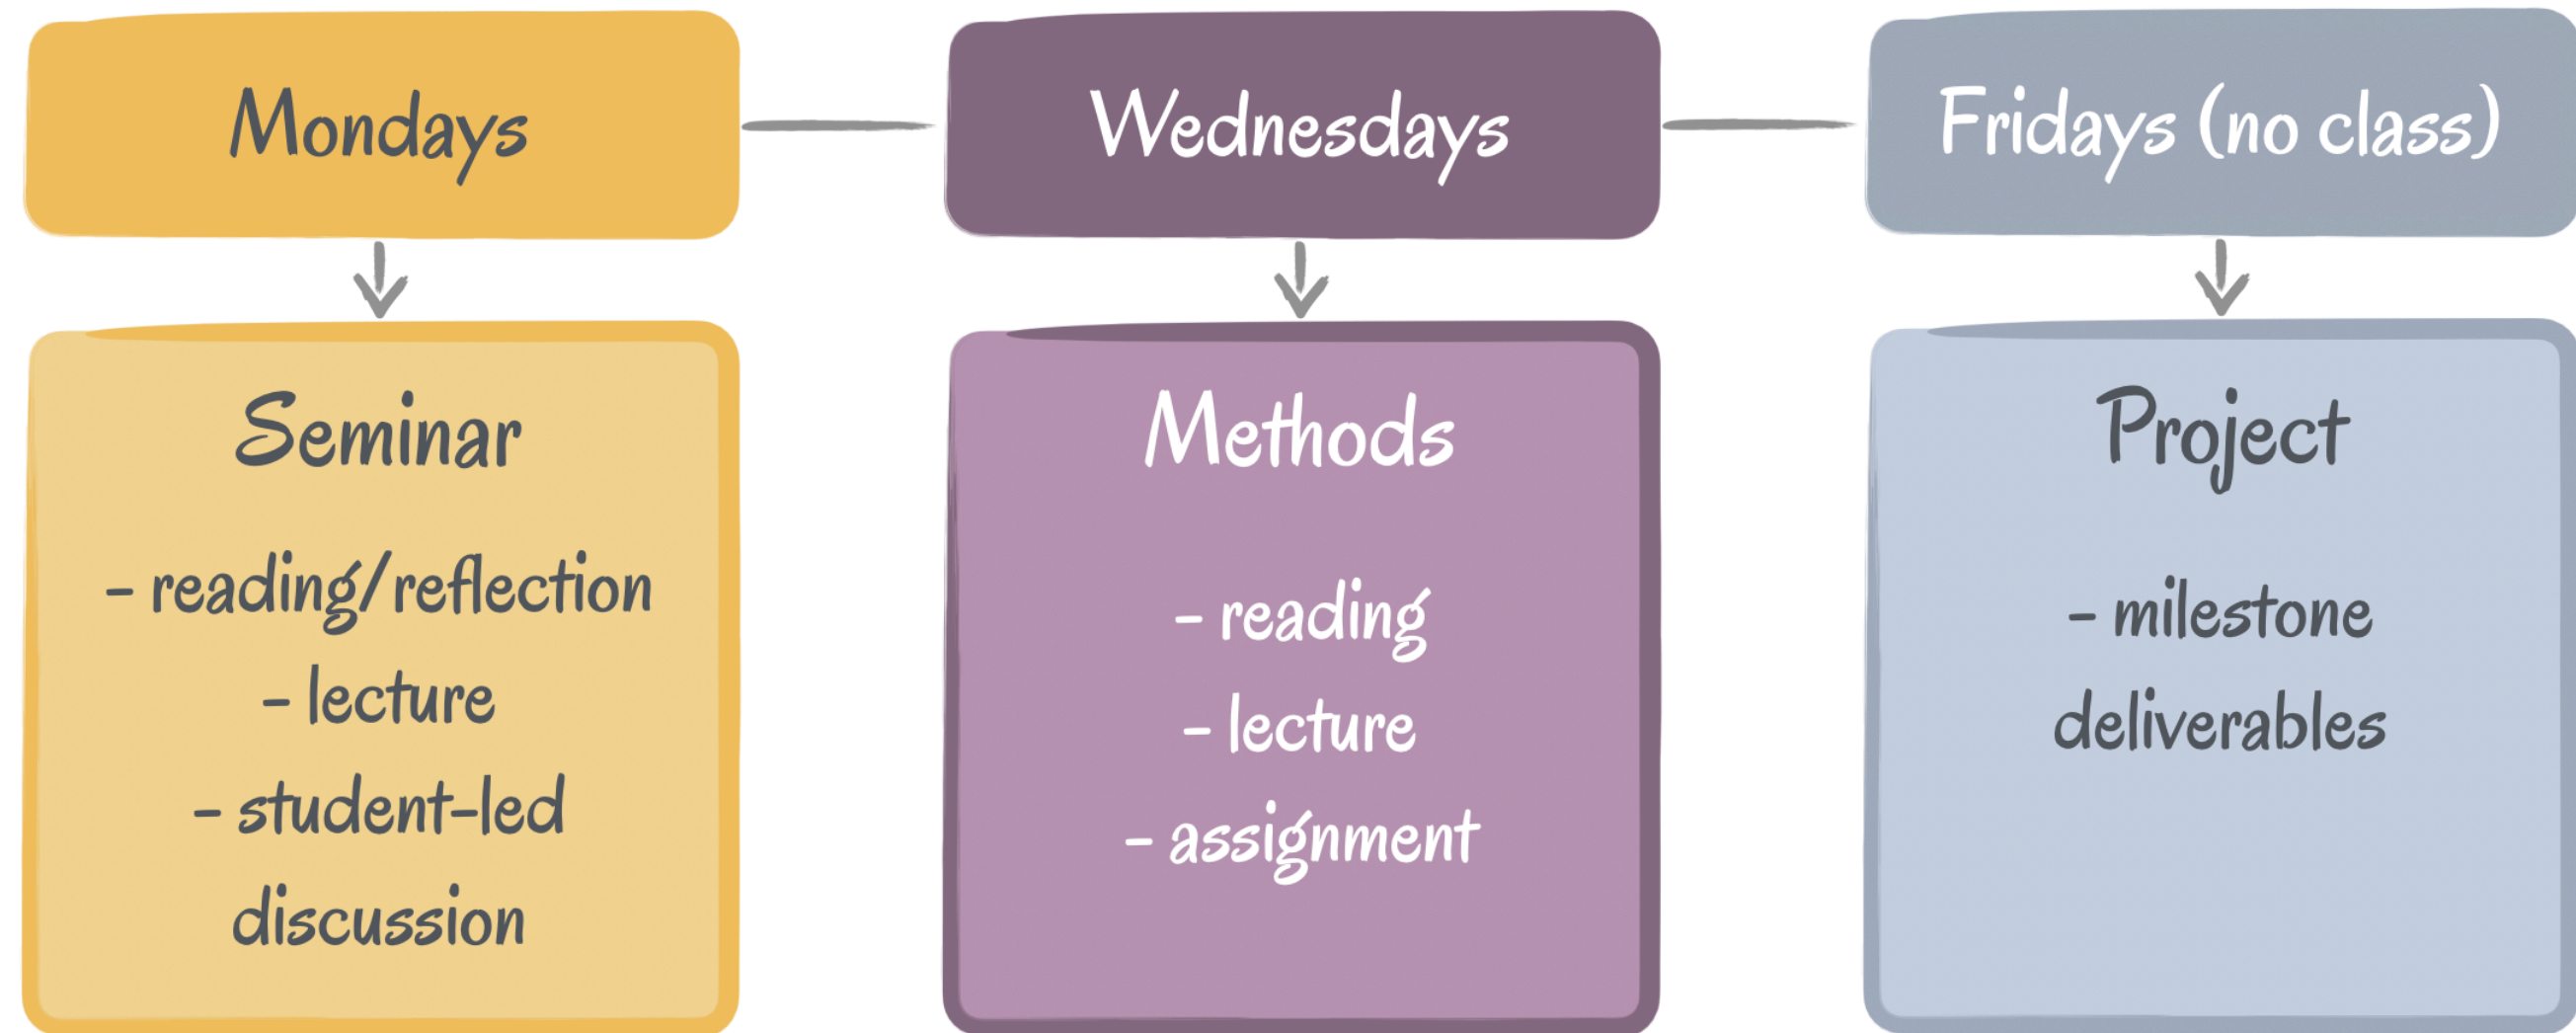 Mondays
Wednesdays
Fridays (no class)
Seminar
- reading/reflection
- lecture
- student-led
discussion
Methods
- reading
- lecture
- assignment
Project
- milestone
deliverables